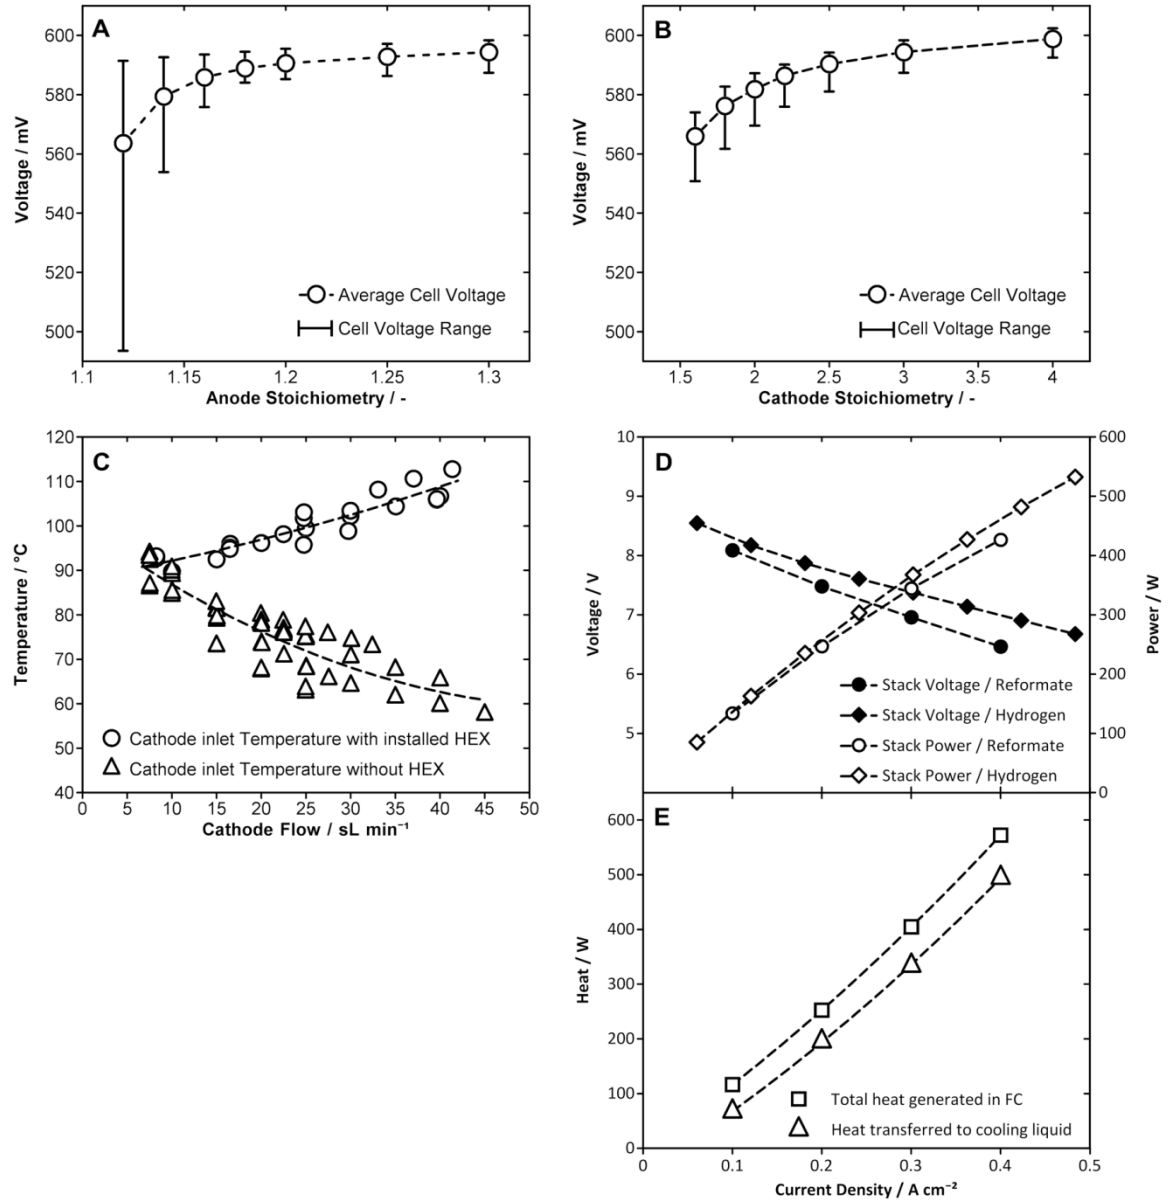 A
600
580
560
540
520
500
Voltage / mV
Average Cell Voltage
Cell Voltage Range
1.1
1.15
1.2
1.25
1.3
Anode Stoichiometry / -
B
600
580
560
540
520
500
Voltage / mV
Average Cell Voltage
Cell Voltage Range
1.5
2
2.5
3
3.5
4
Cathode Stoichiometry / -
C
120
110
100
90
80
70
60
50
40
Temperature / °C
Cathode inlet Temperature with installed HEX
Cathode inlet Temperature without HEX
0
5
10
15
20
25
30
35
40
45
50
Cathode Flow / sL min⁻¹
D
10
9
8
7
6
5
Voltage / V
600
500
400
300
200
100
0
Power / W
Stack Voltage / Reformate
Stack Voltage / Hydrogen
Stack Power / Reformate
Stack Power / Hydrogen
E
600
500
400
300
200
100
0
Heat / W
Total heat generated in FC
Heat transferred to cooling liquid
0
0.1
0.2
0.3
0.4
0.5
Current Density / A cm⁻²